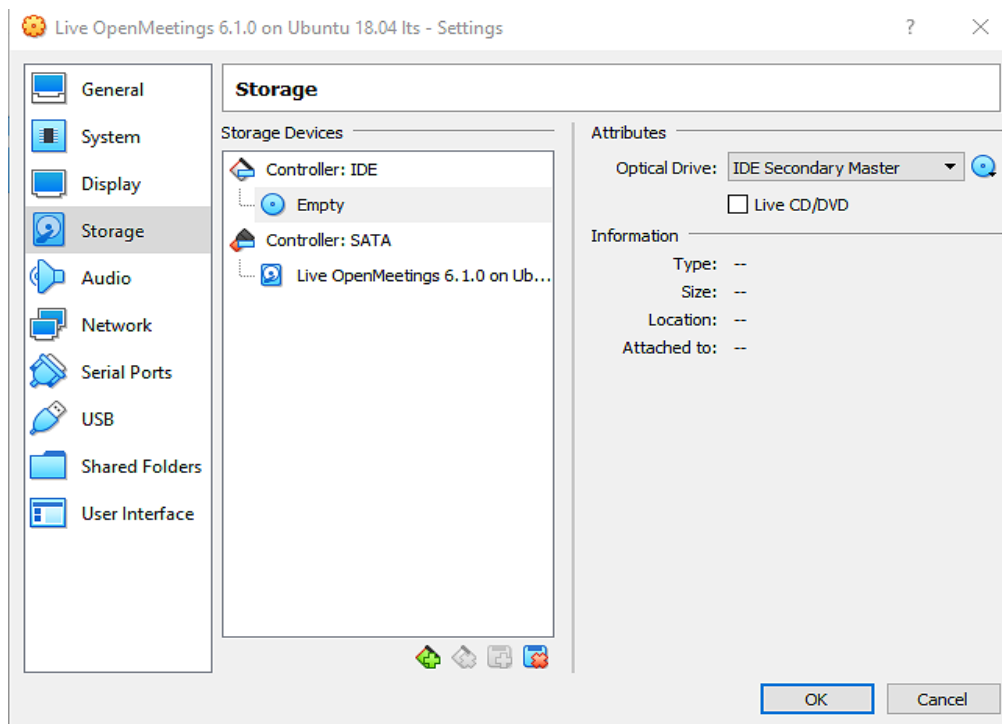 Live OpenMeetings 6.1.0 on Ubuntu 18.04 lts - Settings
?
General
System
Display
Storage
Audio
Network
Serial Ports
USB
Shared Folders
User Interface
Storage
Storage Devices
Controller: IDE
Empty
Controller: SATA
Live OpenMeetings 6.1.0 on Ub...
Attributes
Optical Drive: IDE Secondary Master
Live CD/DVD
Information
Type: --
Size: --
Location: --
Attached to: --
OK Cancel